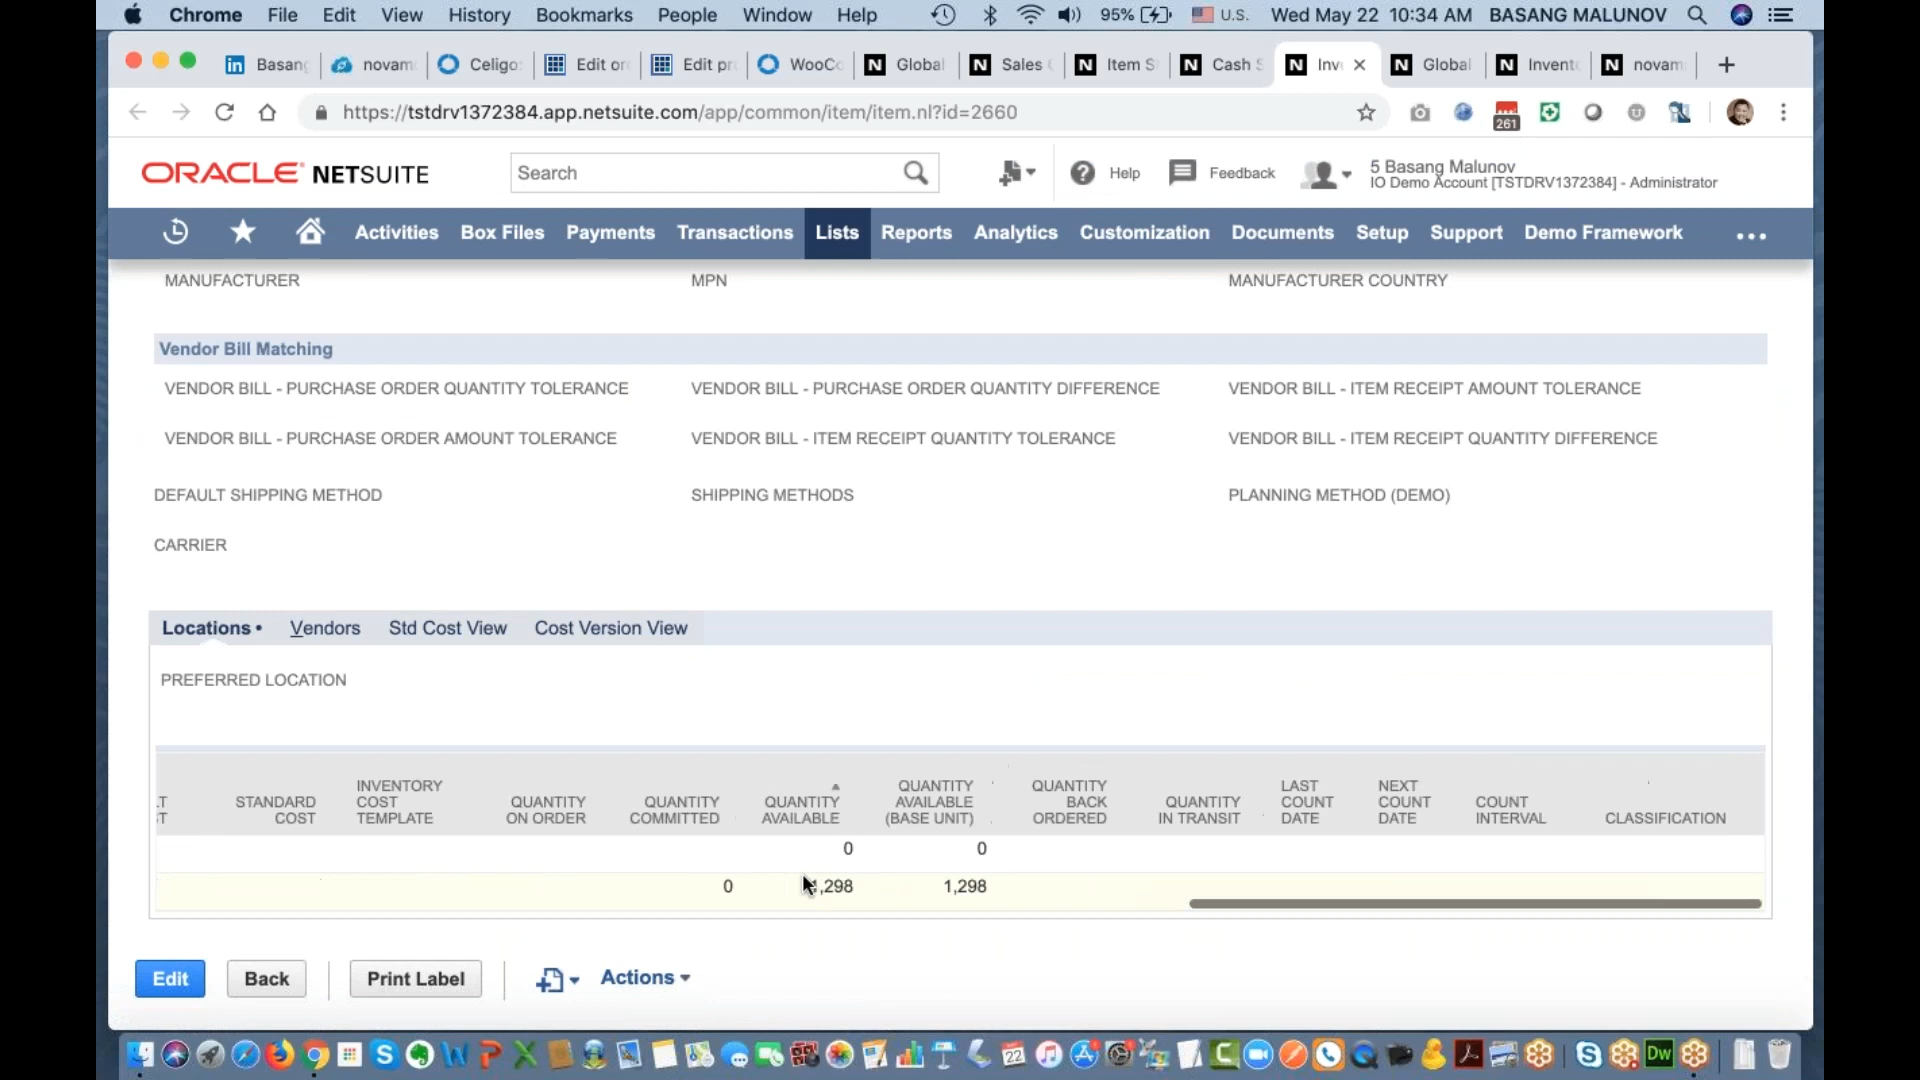 Chrome File Edit View History Bookmarks People Window Help 95% U.S. Wed May 22 10:34 AM BASANG MALUNOV
Basang novam Celigo Edit or Edit pr WooCo Global Sales Item S Cash S Inv Global Invent novam
https://tstdrv1372384.app.netsuite.com/app/common/item/item.nl?id=2660
261
ORACLE NETSUITE
Search
Help
Feedback
5 Basang Malunov
IO Demo Account [TSTDRV1372384] - Administrator
Activities Box Files Payments Transactions Lists Reports Analytics Customization Documents Setup Support Demo Framework
MANUFACTURER MPN MANUFACTURER COUNTRY
Vendor Bill Matching
VENDOR BILL - PURCHASE ORDER QUANTITY TOLERANCE VENDOR BILL - PURCHASE ORDER QUANTITY DIFFERENCE VENDOR BILL - ITEM RECEIPT AMOUNT TOLERANCE
VENDOR BILL - PURCHASE ORDER AMOUNT TOLERANCE VENDOR BILL - ITEM RECEIPT QUANTITY TOLERANCE VENDOR BILL - ITEM RECEIPT QUANTITY DIFFERENCE
DEFAULT SHIPPING METHOD SHIPPING METHODS PLANNING METHOD (DEMO)
CARRIER
Locations • Vendors Std Cost View Cost Version View
PREFERRED LOCATION
INVENTORY QUANTITY QUANTITY LAST NEXT
STANDARD COST QUANTITY QUANTITY QUANTITY AVAILABLE BACK QUANTITY COUNT COUNT COUNT
COST TEMPLATE ON ORDER COMMITTED AVAILABLE (BASE UNIT) ORDERED IN TRANSIT DATE DATE INTERVAL CLASSIFICATION
0 0
0 1,298 1,298
Edit Back Print Label Actions
22 Dw